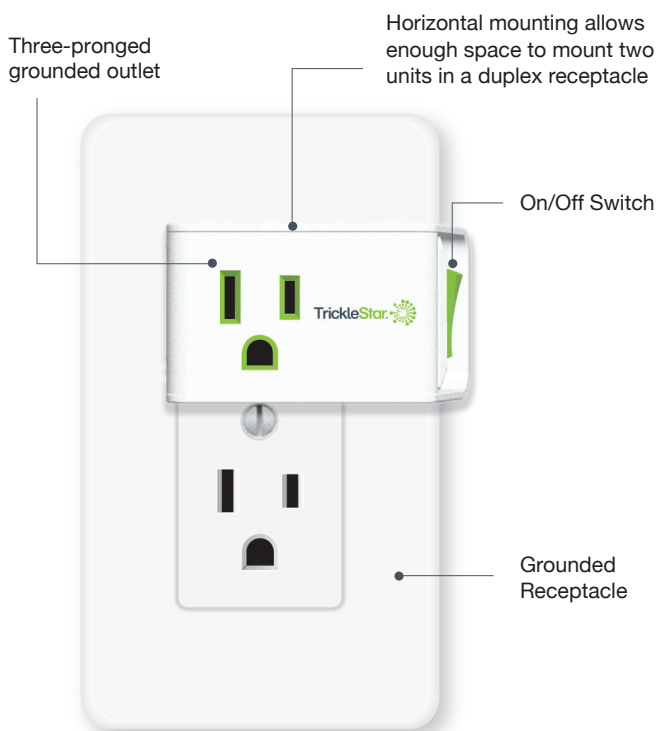 Three-pronged
grounded outlet
Horizontal mounting allows
enough space to mount two
units in a duplex receptacle
On/Off Switch
TrickleStar.
Grounded
Receptacle